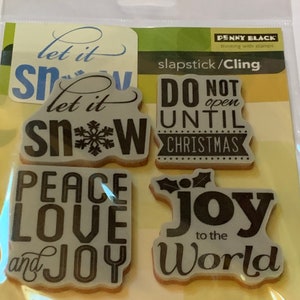 let it
snow
PENNY BLACK
slapstick/Cling
let it
SNOW
DO NOT
open
UNTIL
CHRISTMAS
PEACE
LOVE
and JOY
joy
to the
World